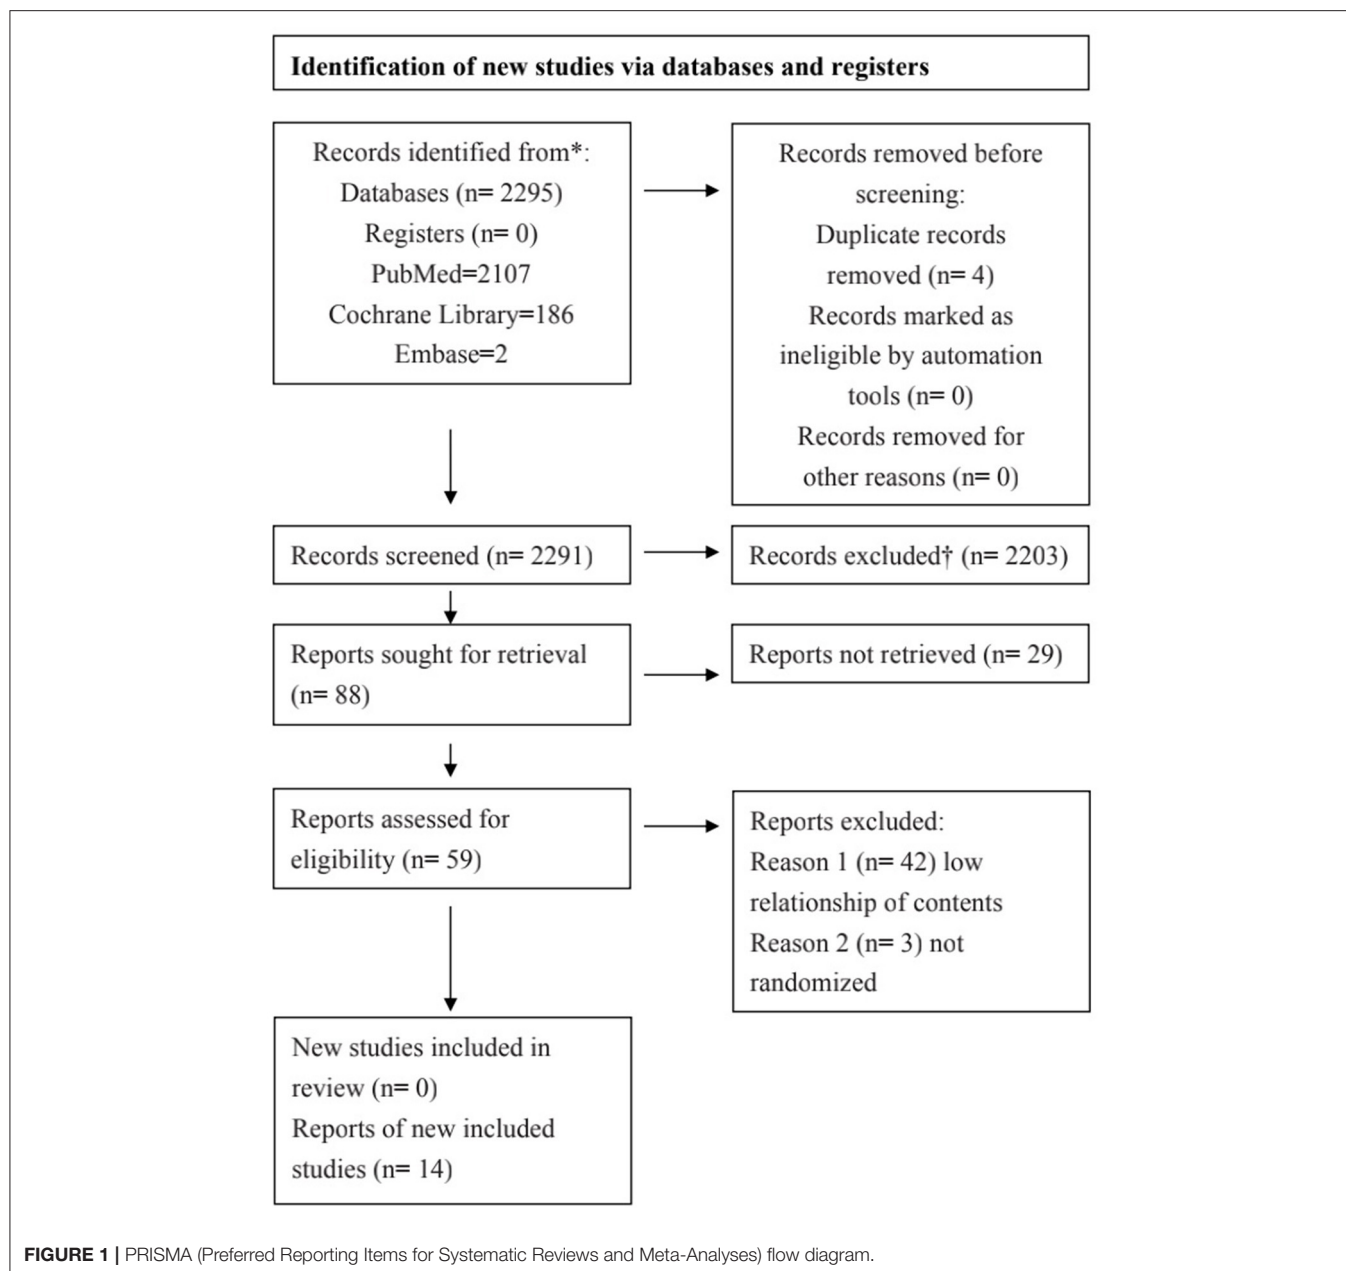 Identification of new studies via databases and registers
Records identified from*:
Databases (n= 2295)
Registers (n= 0)
PubMed=2107
Cochrane Library=186
Embase=2
Records removed before
screening:
Duplicate records
removed (n= 4)
Records marked as
ineligible by automation
tools (n= 0)
Records removed for
other reasons (n= 0)
Records screened (n= 2291)
Records excluded† (n= 2203)
Reports sought for retrieval
(n= 88)
Reports not retrieved (n= 29)
Reports assessed for
eligibility (n= 59)
Reports excluded:
Reason 1 (n= 42) low
relationship of contents
Reason 2 (n= 3) not
randomized
New studies included in
review (n= 0)
Reports of new included
studies (n= 14)
FIGURE 1 | PRISMA (Preferred Reporting Items for Systematic Reviews and Meta-Analyses) flow diagram.